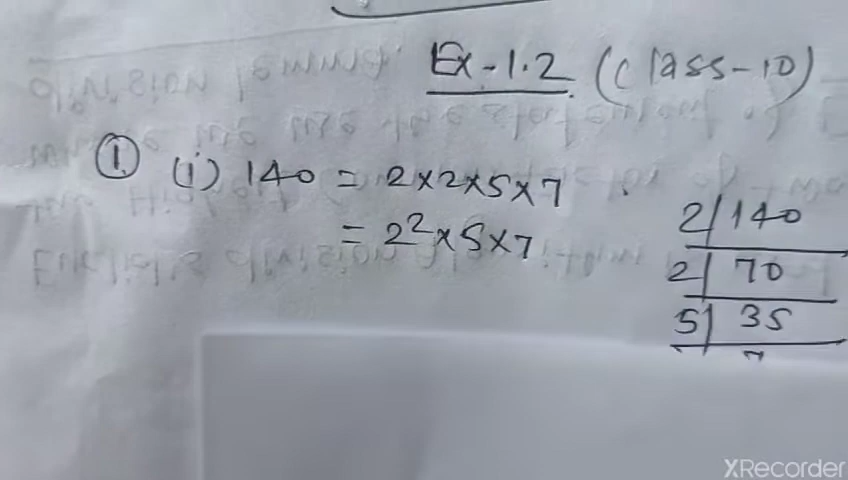 Ex-1.2 (class-10)
① (i) 140 = 2×2×5×7
= 2²×5×7
2|140
2|70
5|35
7
XRecorder